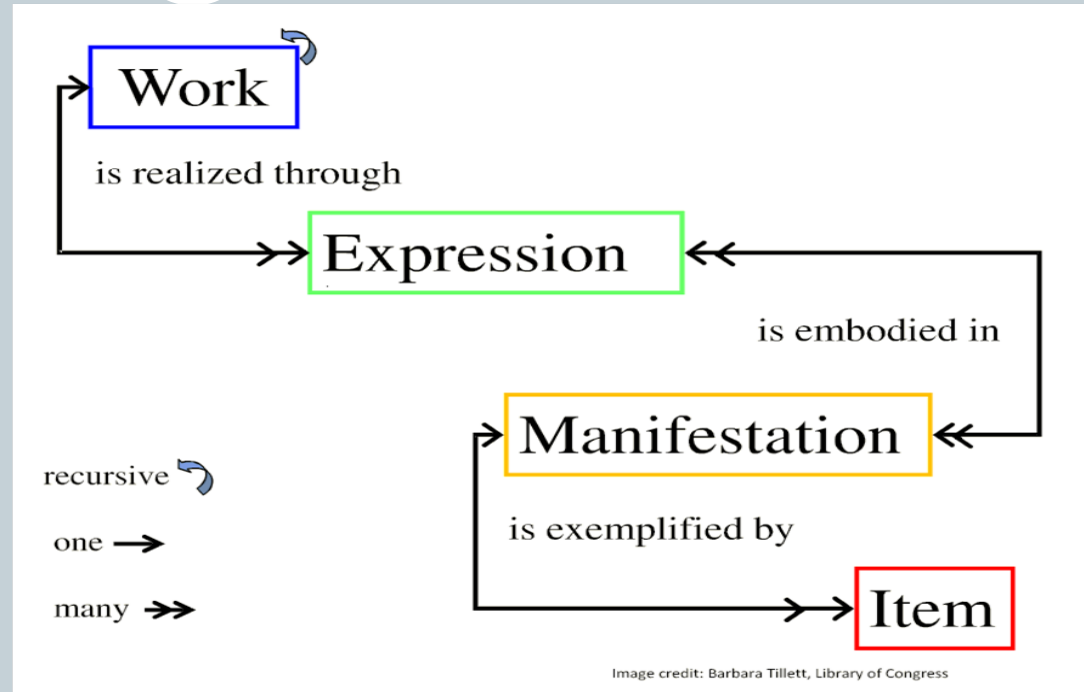 Work
is realized through
Expression
is embodied in
Manifestation
recursive
is exemplified by
one
many
Item
Image credit: Barbara Tillett, Library of Congress